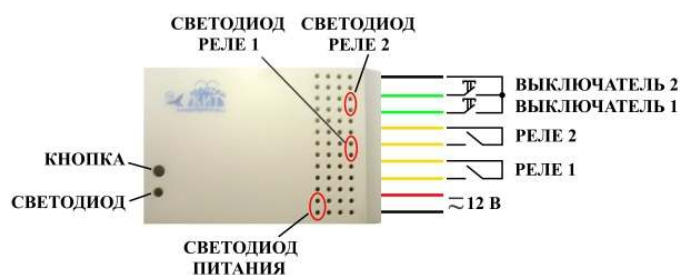 СВЕТОДИОД
РЕЛЕ 1
СВЕТОДИОД
РЕЛЕ 2
ВЫКЛЮЧАТЕЛЬ 2
ВЫКЛЮЧАТЕЛЬ 1
РЕЛЕ 2
КНОПКА
РЕЛЕ 1
СВЕТОДИОД
12 В
СВЕТОДИОД
ПИТАНИЯ